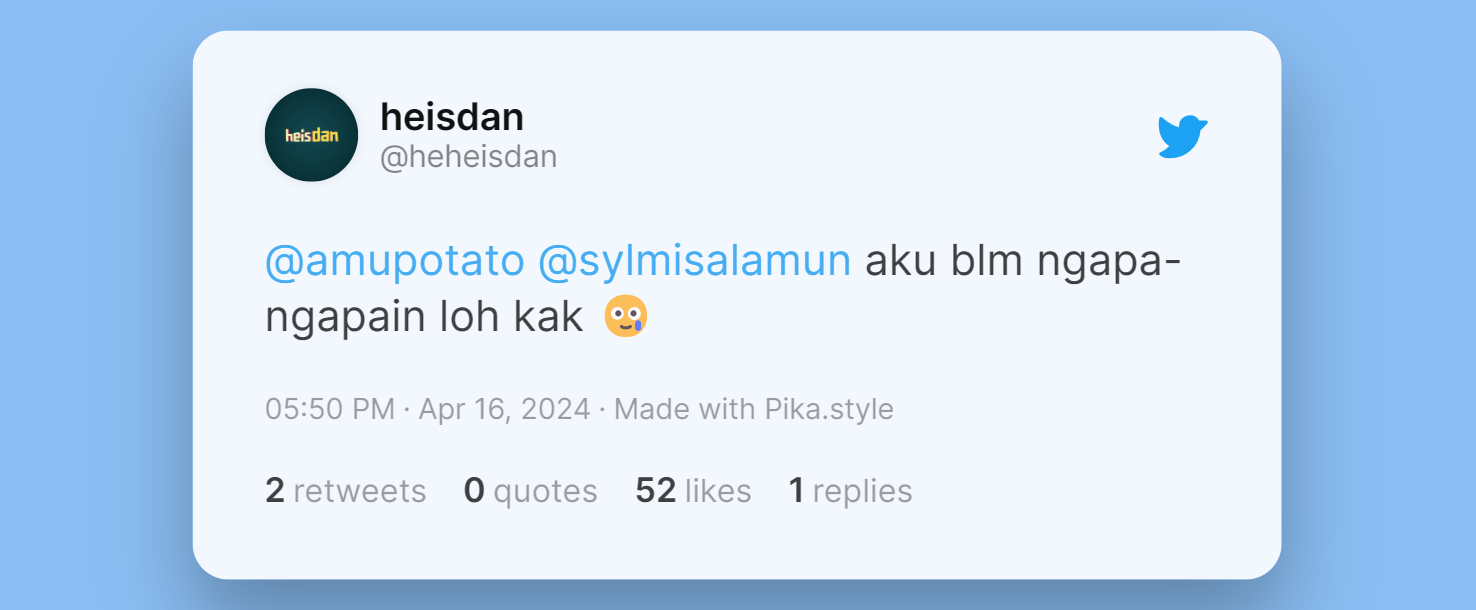 heisdan
heisdan
@heheisdan
@amupotato @sylmisalamun aku blm ngapa-
ngapain loh kak 🥲
05:50 PM · Apr 16, 2024 · Made with Pika.style
2 retweets 0 quotes 52 likes 1 replies